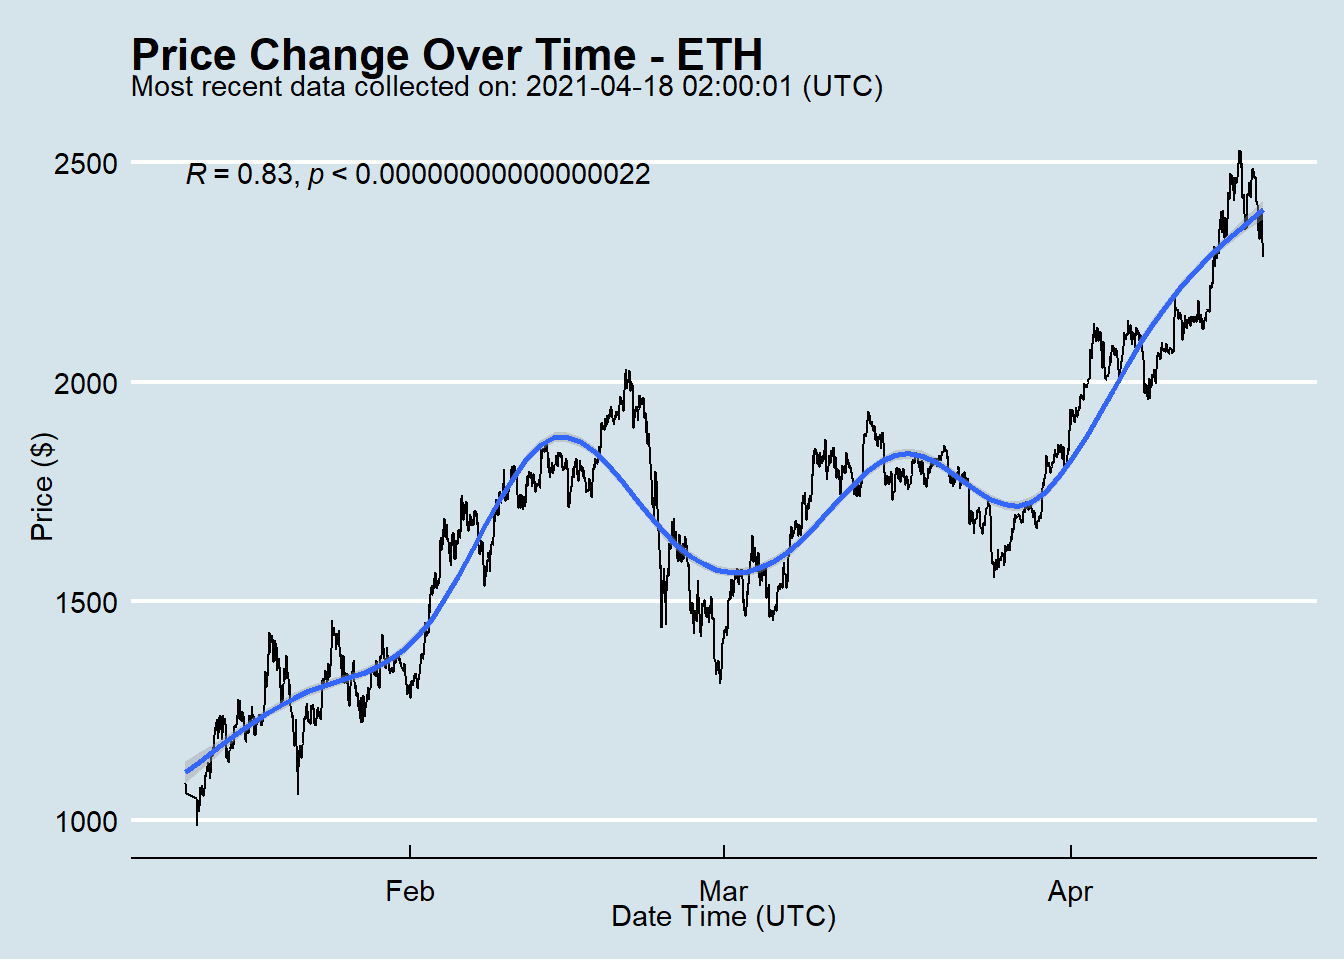 Price Change Over Time - ETH
Most recent data collected on: 2021-04-18 02:00:01 (UTC)
R = 0.83, p < 0.00000000000000022
2500
2000
1500
1000
Price ($)
Feb Mar Apr
Date Time (UTC)